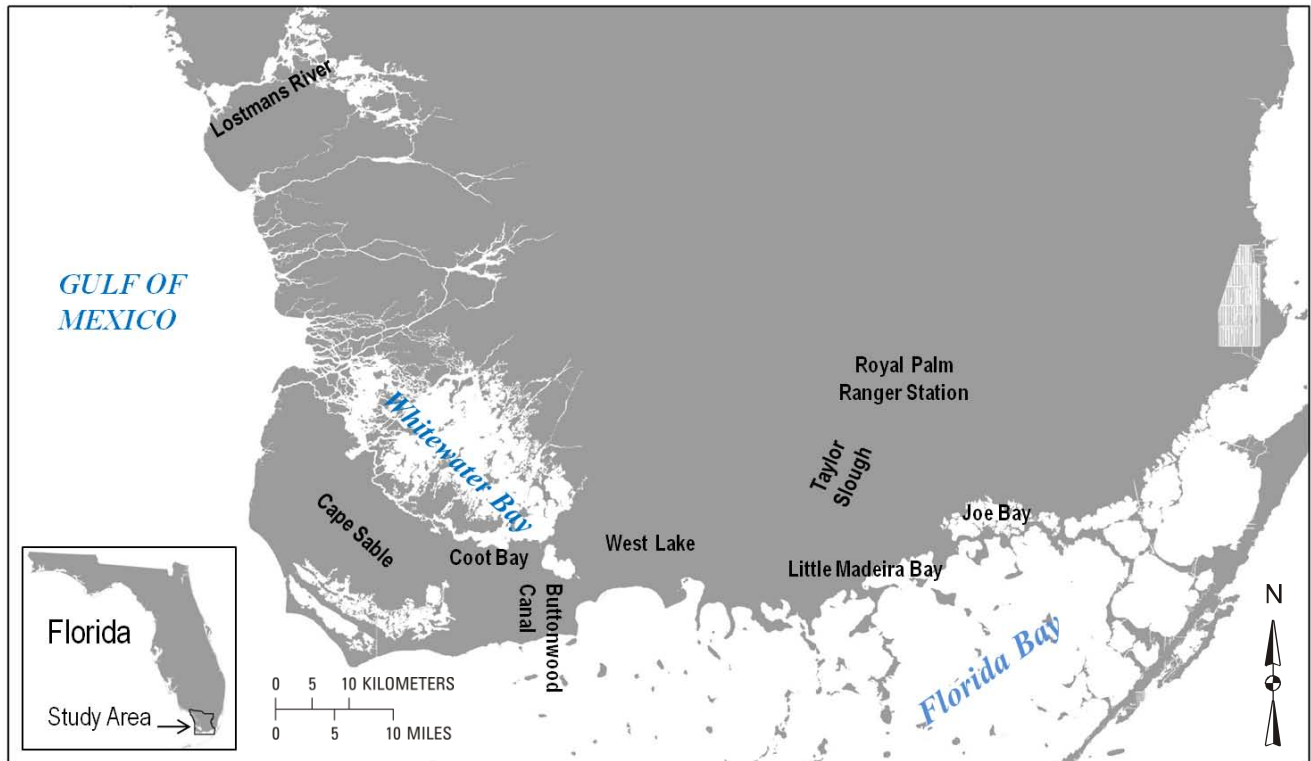 Lostmans River
GULF OF
MEXICO
Royal Palm
Ranger Station
Whitewater Bay
Taylor
Slough
Cape Sable
Joe Bay
Coot Bay
West Lake
Little Madeira Bay
Buttonwood
Canal
Florida Bay
N
Florida
Study Area
0 5 10 KILOMETERS
0 5 10 MILES